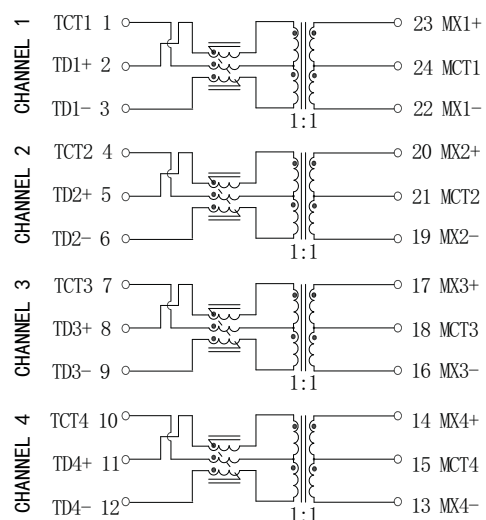 CHANNEL 1
TCT1 1
23 MX1+
TD1+ 2
24 MCT1
TD1- 3
22 MX1-
1:1
CHANNEL 2
TCT2 4
20 MX2+
TD2+ 5
21 MCT2
TD2- 6
19 MX2-
1:1
CHANNEL 3
TCT3 7
17 MX3+
TD3+ 8
18 MCT3
TD3- 9
16 MX3-
1:1
CHANNEL 4
TCT4 10
14 MX4+
TD4+ 11
15 MCT4
TD4- 12
13 MX4-
1:1